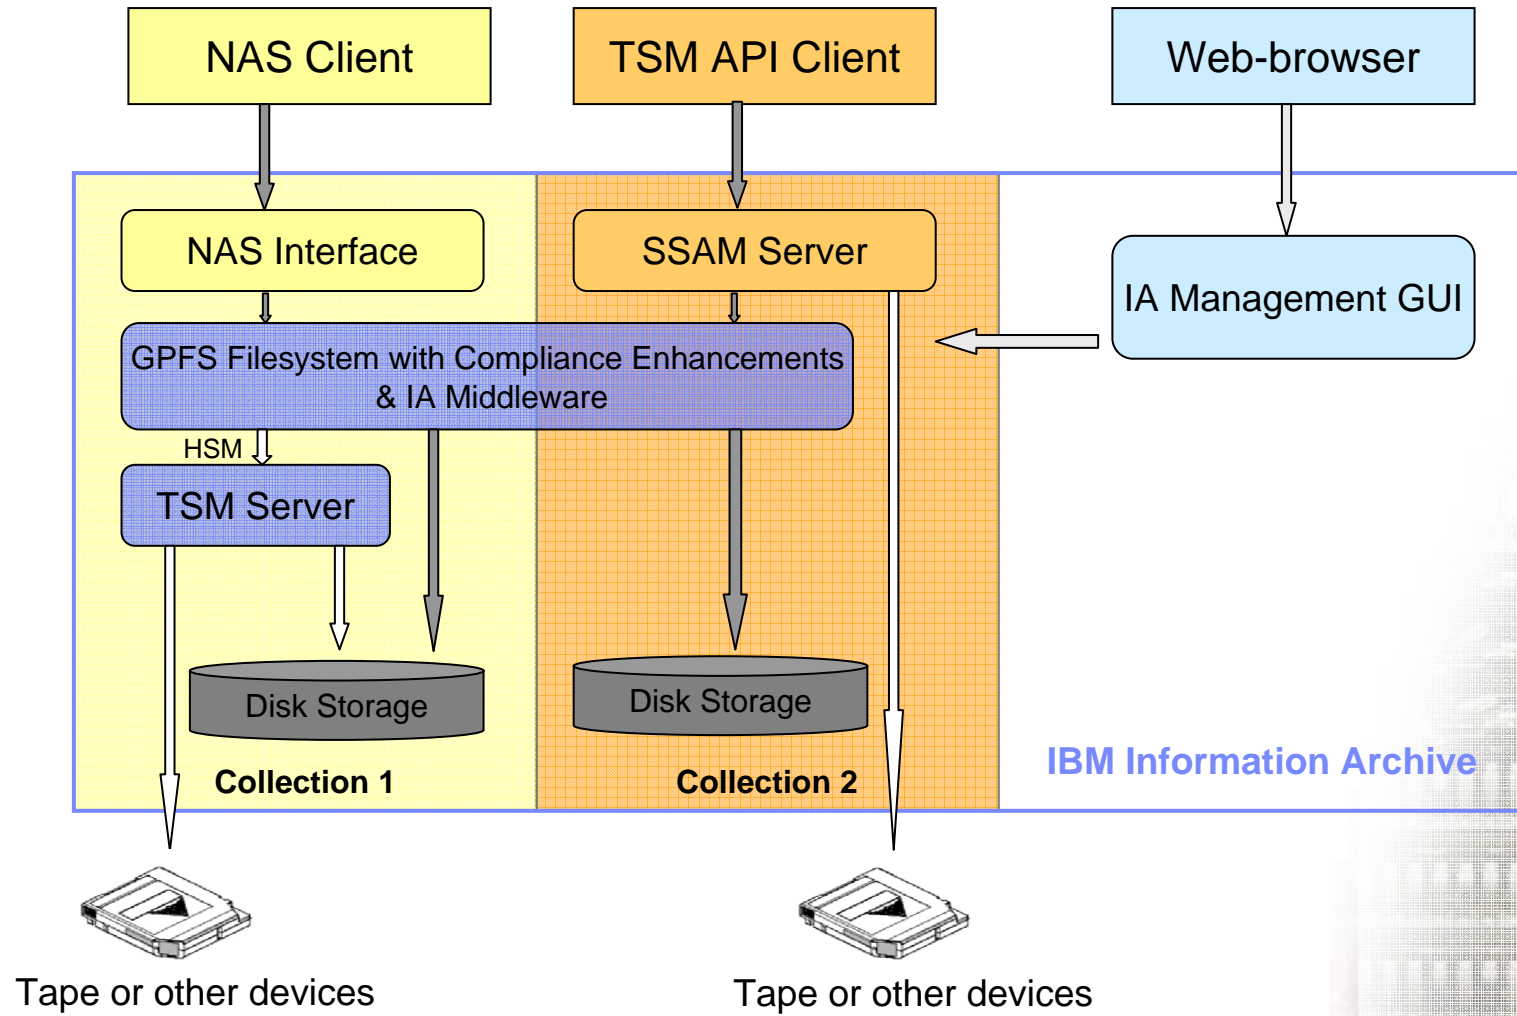 NAS Client
TSM API Client
Web-browser
NAS Interface
SSAM Server
IA Management GUI
GPFS Filesystem with Compliance Enhancements
& IA Middleware
HSM
TSM Server
Disk Storage
Disk Storage
Collection 1
Collection 2
IBM Information Archive
Tape or other devices
Tape or other devices